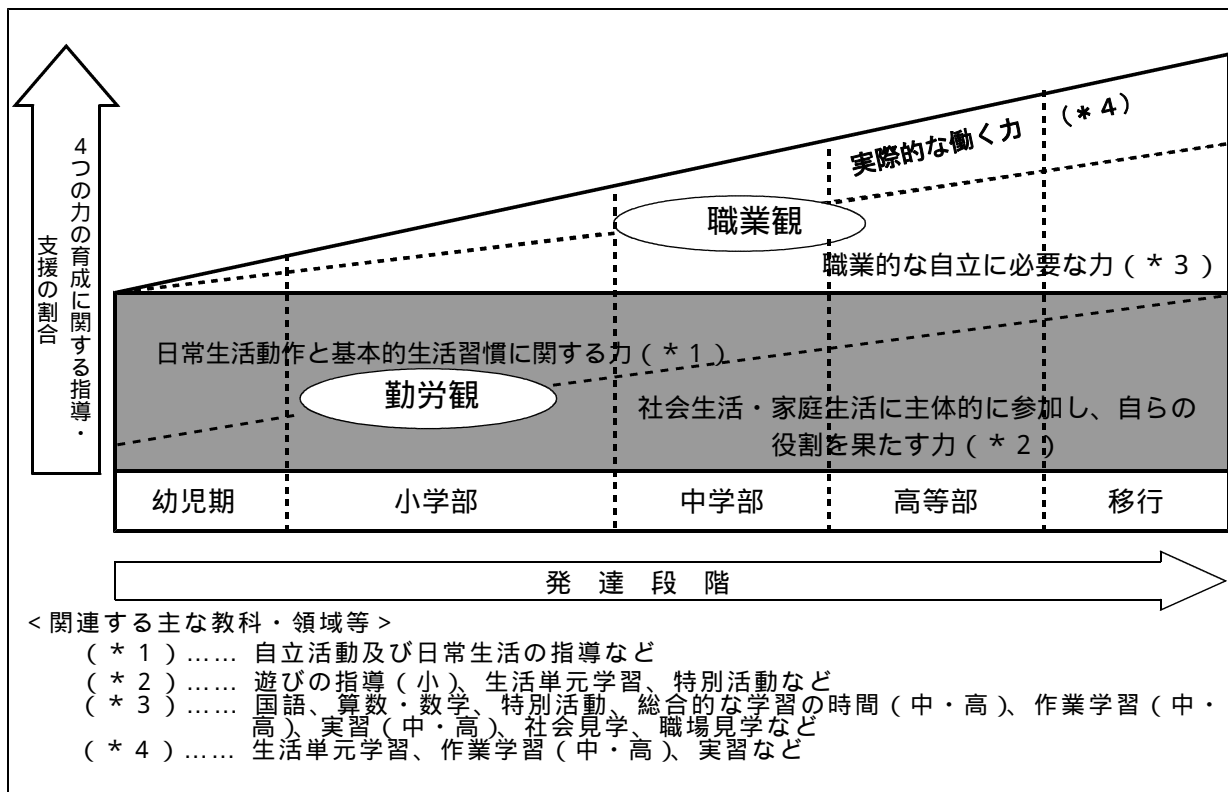 4つの力の育成に関する指導・
支援の割合
実際的な働く力 (*4)
職業観
職業的な自立に必要な力(*3)
日常生活動作と基本的生活習慣に関する力(*1)
勤労観
社会生活・家庭生活に主体的に参加し、自らの
役割を果たす力(*2)
幼児期 小学部 中学部 高等部 移行
発達段階
<関連する主な教科・領域等>
(*1)…… 自立活動及び日常生活の指導など
(*2)…… 遊びの指導(小)、生活単元学習、特別活動など
(*3)…… 国語、算数・数学、特別活動、総合的な学習の時間(中・高)、作業学習(中・
高)、実習(中・高)、社会見学、職場見学など
(*4)…… 生活単元学習、作業学習(中・高)、実習など